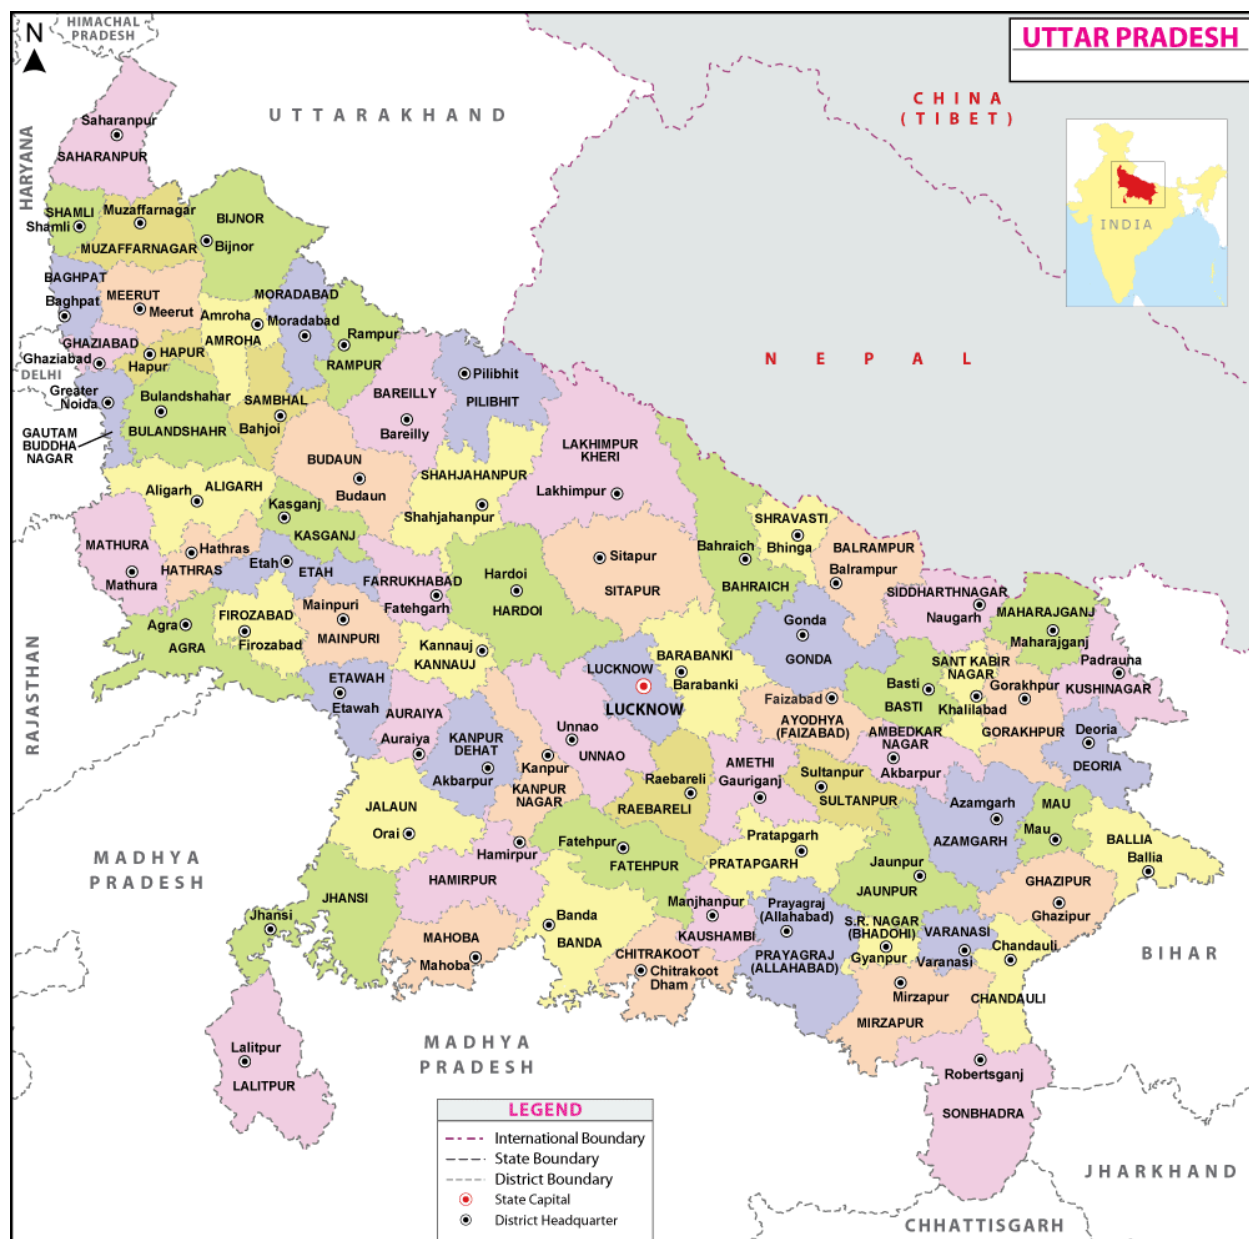 HIMACHAL
PRADESH
N
UTTAR PRADESH
UTTARAKHAND
CHINA
(TIBET)
HARYANA
INDIA
Saharanpur
SAHARANPUR
SHAMLI
Shamli
Muzaffarnagar
MUZAFFARNAGAR
BIJNOR
Bijnor
BAGHPAT
Baghpat
MEERUT
Meerut
MORADABAD
Moradabad
Amroha
AMROHA
Rampur
RAMPUR
GHAZIABAD
Ghaziabad
HAPUR
Hapur
DELHI
NEPAL
Greater
Noida
GAUTAM
BUDDHA
NAGAR
Bulandshahar
BULANDSHAHR
SAMBHAL
Bahjoi
BAREILLY
Bareilly
Pilibhit
PILIBHIT
BUDAUN
Budaun
LAKHIMPUR
KHERI
Lakhimpur
SHAHJAHANPUR
Shahjahanpur
Aligarh
ALIGARH
Kasganj
KASGANJ
MATHURA
Mathura
Hathras
HATHRAS
Etah
ETAH
FARRUKHABAD
Fatehgarh
Hardoi
HARDOI
Sitapur
SITAPUR
Bahraich
BAHRAICH
SHRAVASTI
Bhinga
BALRAMPUR
Balrampur
SIDDHARTHNAGAR
Naugarh
MAHARAJGANJ
Maharajganj
RAJASTHAN
Agra
AGRA
FIROZABAD
Firozabad
Mainpuri
MAINPURI
Kannauj
KANNAUJ
LUCKNOW
LUCKNOW
BARABANKI
Barabanki
Gonda
GONDA
Faizabad
AYODHYA
(FAIZABAD)
Basti
BASTI
SANT KABIR
NAGAR
Khalilabad
Gorakhpur
GORAKHPUR
Padrauna
KUSHINAGAR
Deoria
DEORIA
ETAWAH
Etawah
AURAIYA
Auraiya
KANPUR
DEHAT
Akbarpur
Kanpur
KANPUR
NAGAR
Unnao
UNNAO
Raebareli
RAEBARELI
AMETHI
Gauriganj
Sultanpur
SULTANPUR
AMBEDKAR
NAGAR
Akbarpur
Azamgarh
AZAMGARH
MAU
Mau
BALLIA
Ballia
JALAUN
Orai
Hamirpur
HAMIRPUR
Fatehpur
FATEHPUR
Pratapgarh
PRATAPGARH
Jaunpur
JAUNPUR
GHAZIPUR
Ghazipur
MADHYA
PRADESH
JHANSI
Jhansi
MAHOBA
Mahoba
Banda
BANDA
CHITRAKOOT
Chitrakoot
Dham
Manjhanpur
KAUSHAMBI
Prayagraj
(Allahabad)
PRAYAGRAJ
(ALLAHABAD)
S.R. NAGAR
(BHADOHI)
Gyanpur
VARANASI
Varanasi
Chandauli
CHANDAULI
BIHAR
Mirzapur
MIRZAPUR
Lalitpur
LALITPUR
MADHYA
PRADESH
Robertsganj
SONBHADRA
JHARKHAND
CHHATTISGARH
LEGEND
International Boundary
State Boundary
District Boundary
State Capital
District Headquarter